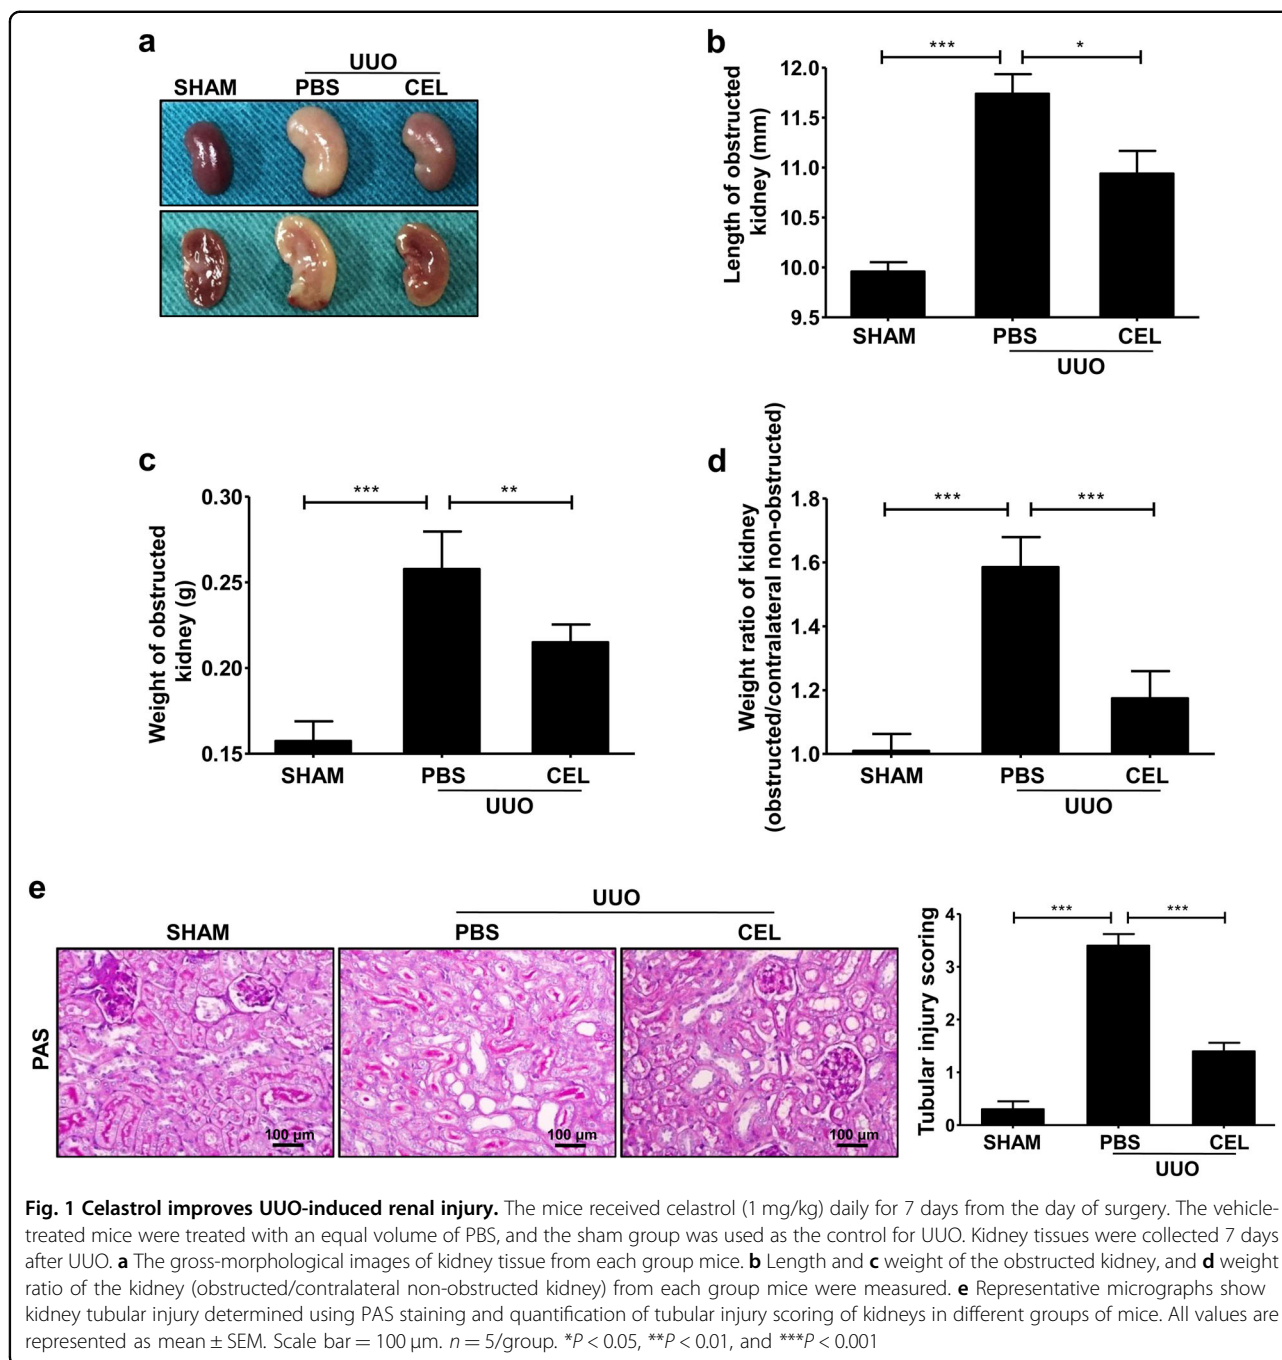 a
UUO
SHAM PBS CEL
b
*** *
Length of obstructed
kidney (mm)
12.0
11.5
11.0
10.5
10.0
9.5
SHAM PBS CEL
UUO
c
*** **
Weight of obstructed
kidney (g)
0.30
0.25
0.20
0.15
SHAM PBS CEL
UUO
d
*** ***
Weight ratio of kidney
(obstructed/contralateral non-obstructed)
1.8
1.6
1.4
1.2
1.0
SHAM PBS CEL
UUO
e
UUO
SHAM PBS CEL
PAS
100 µm 100 µm 100 µm
*** ***
Tubular injury scoring
4
3
2
1
0
SHAM PBS CEL
UUO
Fig. 1 Celastrol improves UUO-induced renal injury. The mice received celastrol (1 mg/kg) daily for 7 days from the day of surgery. The vehicle-
treated mice were treated with an equal volume of PBS, and the sham group was used as the control for UUO. Kidney tissues were collected 7 days
after UUO. a The gross-morphological images of kidney tissue from each group mice. b Length and c weight of the obstructed kidney, and d weight
ratio of the kidney (obstructed/contralateral non-obstructed kidney) from each group mice were measured. e Representative micrographs show
kidney tubular injury determined using PAS staining and quantification of tubular injury scoring of kidneys in different groups of mice. All values are
represented as mean ± SEM. Scale bar = 100 µm. n = 5/group. *P < 0.05, **P < 0.01, and ***P < 0.001